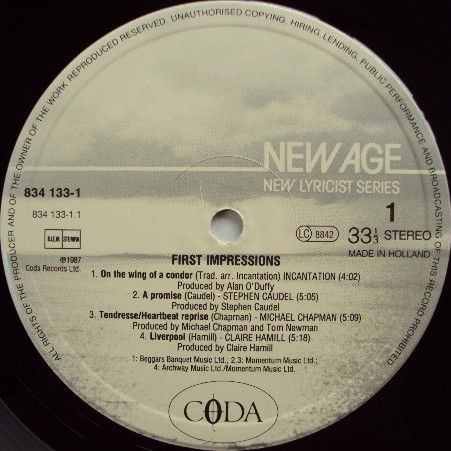 ALL RIGHTS OF THE PRODUCER AND OF THE OWNER OF THE WORK REPRODUCED RESERVED. UNAUTHORISED COPYING, HIRING, LENDING, PUBLIC PERFORMANCE AND BROADCASTING OF THIS RECORD PROHIBITED
NEW AGE
NEW LYRICIST SERIES
834 133-1
834 133-1.1
1
B.I.E.M. STEMRA
LC 8842
33 1/3 STEREO
MADE IN HOLLAND
℗1987
Coda Records Ltd.
FIRST IMPRESSIONS
1. On the wing of a condor (Trad. arr. Incantation) INCANTATION (4:02)
Produced by Alan O'Duffy
2. A promise (Caudel) - STEPHEN CAUDEL (5:05)
Produced by Stephen Caudel
3. Tendresse/Heartbeat reprise (Chapman) - MICHAEL CHAPMAN (5:09)
Produced by Michael Chapman and Tom Newman
4. Liverpool (Hamill) - CLAIRE HAMILL (5:18)
Produced by Claire Hamill
1: Beggars Banquet Music Ltd.; 2.3: Momentum Music Ltd.;
4: Archway Music Ltd./Momentum Music Ltd.
CODA